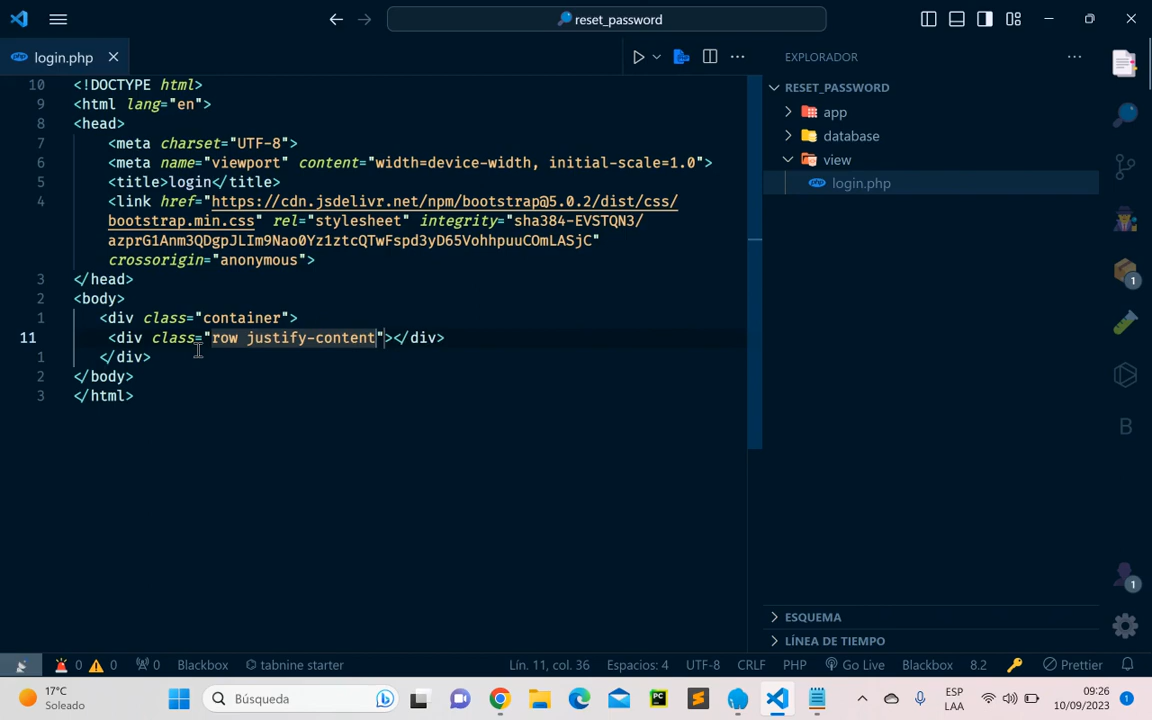 reset_password
login.php
EXPLORADOR
10 <!DOCTYPE html>
9 <html lang="en">
8 <head>
7 <meta charset="UTF-8">
6 <meta name="viewport" content="width=device-width, initial-scale=1.0">
5 <title>login</title>
4 <link href="https://cdn.jsdelivr.net/npm/bootstrap@5.0.2/dist/css/
bootstrap.min.css" rel="stylesheet" integrity="sha384-EVSTQN3/
azprG1Anm3QDgpJLIm9Nao0Yz1ztcQTwFspd3yD65VohhpuuCOmLASjC"
crossorigin="anonymous">
3 </head>
2 <body>
1 <div class="container">
11 <div class="row justify-content"></div>
1 </div>
2 </body>
3 </html>
RESET_PASSWORD
app
database
view
login.php
1
B
1
ESQUEMA
LÍNEA DE TIEMPO
0 0 0 Blackbox tabnine starter Lín. 11, col. 36 Espacios: 4 UTF-8 CRLF PHP Go Live Blackbox 8.2 Prettier
17°C
Soleado
Búsqueda
PC
ESP
LAA
09:26
10/09/2023
1